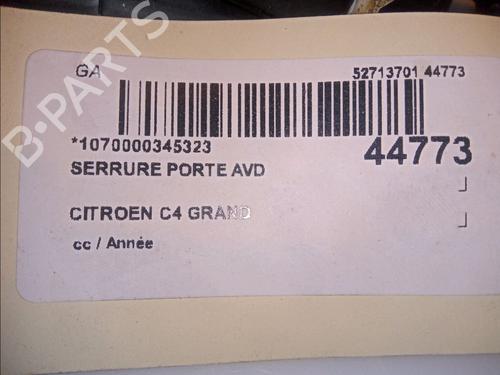 GA
52713701 44773
*1070000345323
44773
SERRURE PORTE AVD
CITROEN C4 GRAND
cc / Année
B-PARTS